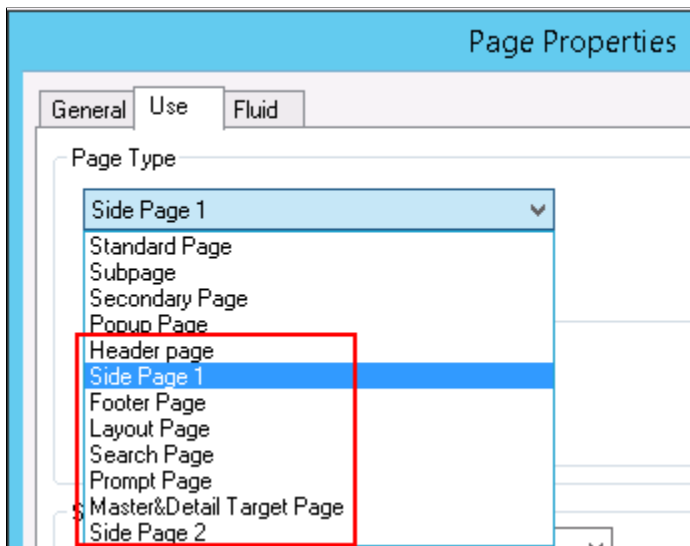 Page Properties
General Use Fluid
Page Type
Side Page 1
Standard Page
Subpage
Secondary Page
Popup Page
Header page
Side Page 1
Footer Page
Layout Page
Search Page
Prompt Page
Master&Detail Target Page
Side Page 2